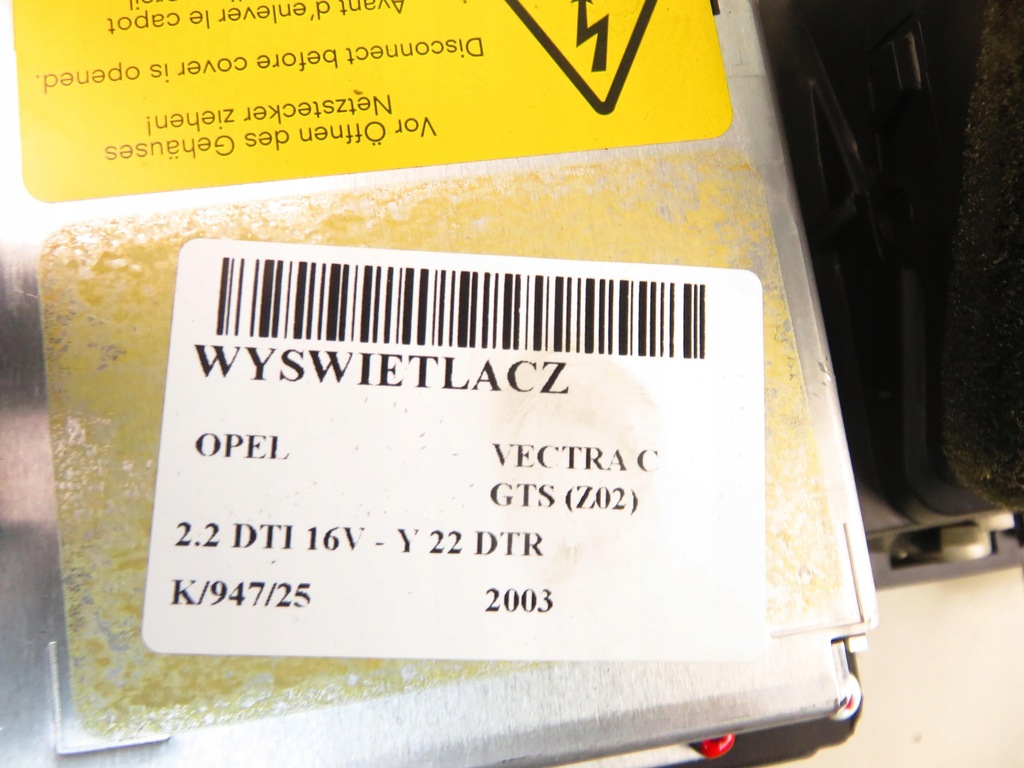 Vor Öffnen des Gehäuses
Netzstecker ziehen!
Disconnect before cover is opened.
Avant d'enlever le capot
WYSWIETLACZ
OPEL
VECTRA C
GTS (Z02)
2.2 DTI 16V - Y 22 DTR
K/947/25
2003